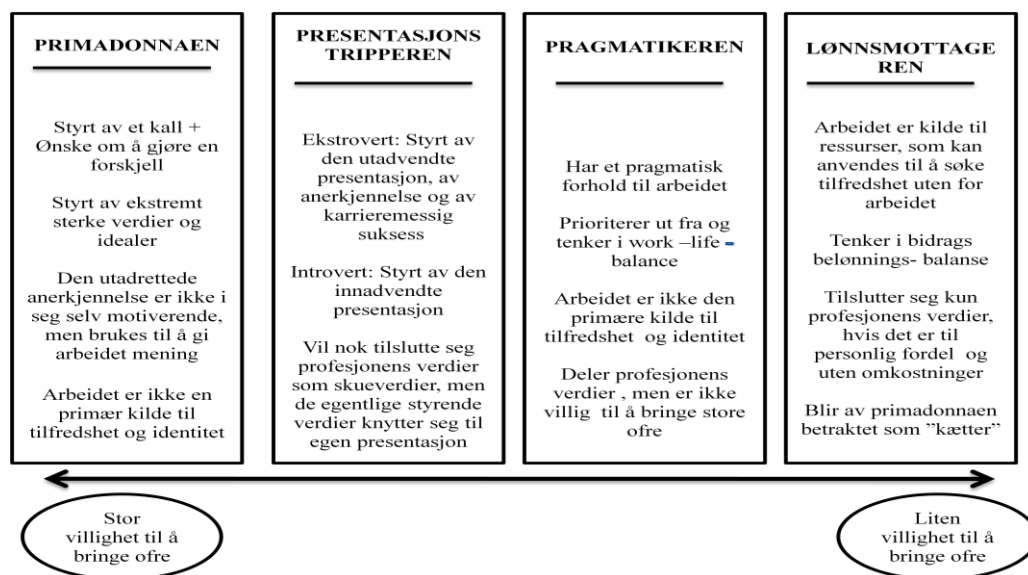 PRIMADONNAEN
Styrt av et kall +
Ønske om å gjøre en
forskjell
Styrt av ekstremt
sterke verdier og
idealer
Den utadrettede
anerkjennelse er ikke i
seg selv motiverende,
men brukes til å gi
arbeidet mening
Arbeidet er ikke en
primær kilde til
tilfredshet og identitet
PRESENTASJONS
TRIPPEREN
Ekstrovert: Styrt av
den utadvendte
presentasjon, av
anerkjennelse og av
karrieremessig
suksess
Introvert: Styrt av den
innadvendte
presentasjon
Vil nok tilslutte seg
profesjonens verdier
som skueverdier, men
de egentlige styrende
verdier knytter seg til
egen presentasjon
PRAGMATIKEREN
Har et pragmatisk
forhold til arbeidet
Prioriterer ut fra og
tenker i work –life -
balance
Arbeidet er ikke den
primære kilde til
tilfredshet og identitet
Deler profesjonens
verdier , men er ikke
villig til å bringe store
ofre
LØNNSMOTTAGE
REN
Arbeidet er kilde til
ressurser, som kan
anvendes til å søke
tilfredshet uten for
arbeidet
Tenker i bidrags
belønnings- balanse
Tilslutter seg kun
profesjonens verdier,
hvis det er til
personlig fordel og
uten omkostninger
Blir av primadonnaen
betraktet som ”kætter”
Stor
villighet til å
bringe ofre
Liten
villighet til å
bringe ofre